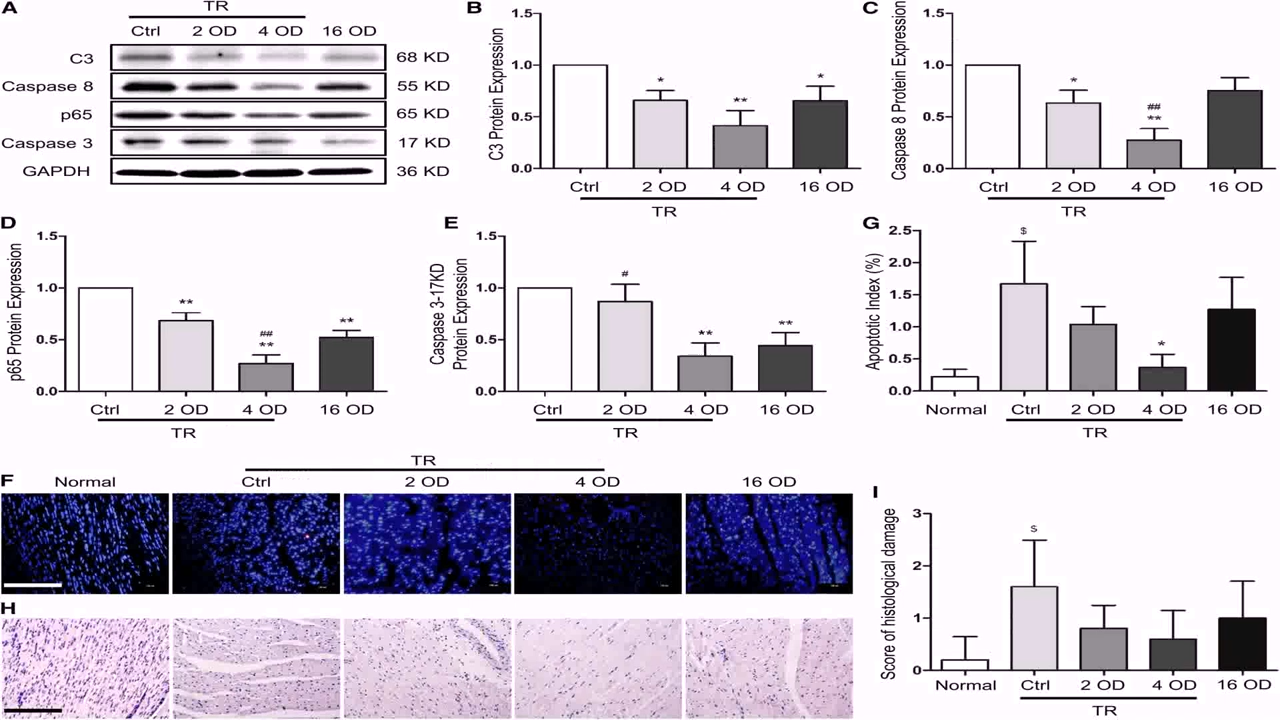 A
TR
Ctrl 2 OD 4 OD 16 OD
C3 68 KD
Caspase 8 55 KD
p65 65 KD
Caspase 3 17 KD
GAPDH 36 KD
B
C3 Protein Expression
1.5
1.0
0.5
0.0
*
**
*
Ctrl 2 OD 4 OD 16 OD
TR
C
Caspase 8 Protein Expression
1.5
1.0
0.5
0.0
*
##
**
Ctrl 2 OD 4 OD 16 OD
TR
D
p65 Protein Expression
1.5
1.0
0.5
0.0
**
##
**
**
Ctrl 2 OD 4 OD 16 OD
TR
E
Caspase 3-17KD
Protein Expression
1.5
1.0
0.5
0.0
#
**
**
Ctrl 2 OD 4 OD 16 OD
TR
G
Apoptotic Index (%)
2.5
2.0
1.5
1.0
0.5
0.0
$
*
Normal Ctrl 2 OD 4 OD 16 OD
TR
F
TR
Normal Ctrl 2 OD 4 OD 16 OD
H
I
Score of histological damage
3
2
1
0
$
Normal Ctrl 2 OD 4 OD 16 OD
TR